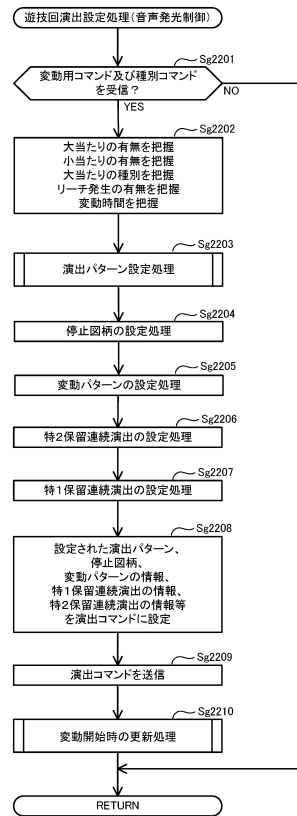 遊技回演出設定処理(音声発光制御)
Sg2201
変動用コマンド及び種別コマンド
を受信？
NO
YES
Sg2202
大当たりの有無を把握
小当たりの有無を把握
大当たりの種別を把握
リーチ発生の有無を把握
変動時間を把握
Sg2203
演出パターン設定処理
Sg2204
停止図柄の設定処理
Sg2205
変動パターンの設定処理
Sg2206
特2保留連続演出の設定処理
Sg2207
特1保留連続演出の設定処理
Sg2208
設定された演出パターン、
停止図柄、
変動パターンの情報、
特1保留連続演出の情報、
特2保留連続演出の情報等
を演出コマンドに設定
Sg2209
演出コマンドを送信
Sg2210
変動開始時の更新処理
RETURN